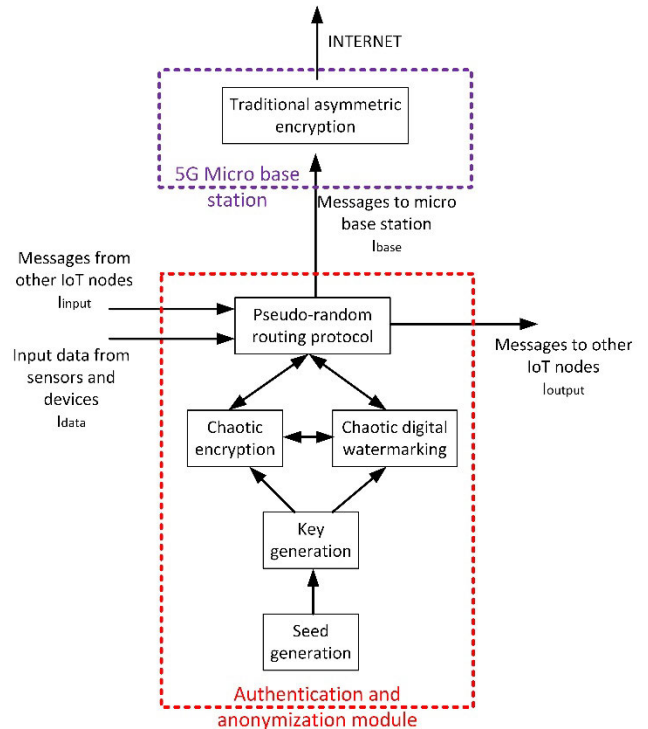 INTERNET
Traditional asymmetric
encryption
5G Micro base
station
Messages to micro
base station
Ibase
Messages from
other IoT nodes
Iinput
Pseudo-random
routing protocol
Input data from
sensors and
devices
Idata
Messages to other
IoT nodes
Ioutput
Chaotic
encryption
Chaotic digital
watermarking
Key
generation
Seed
generation
Authentication and
anonymization module